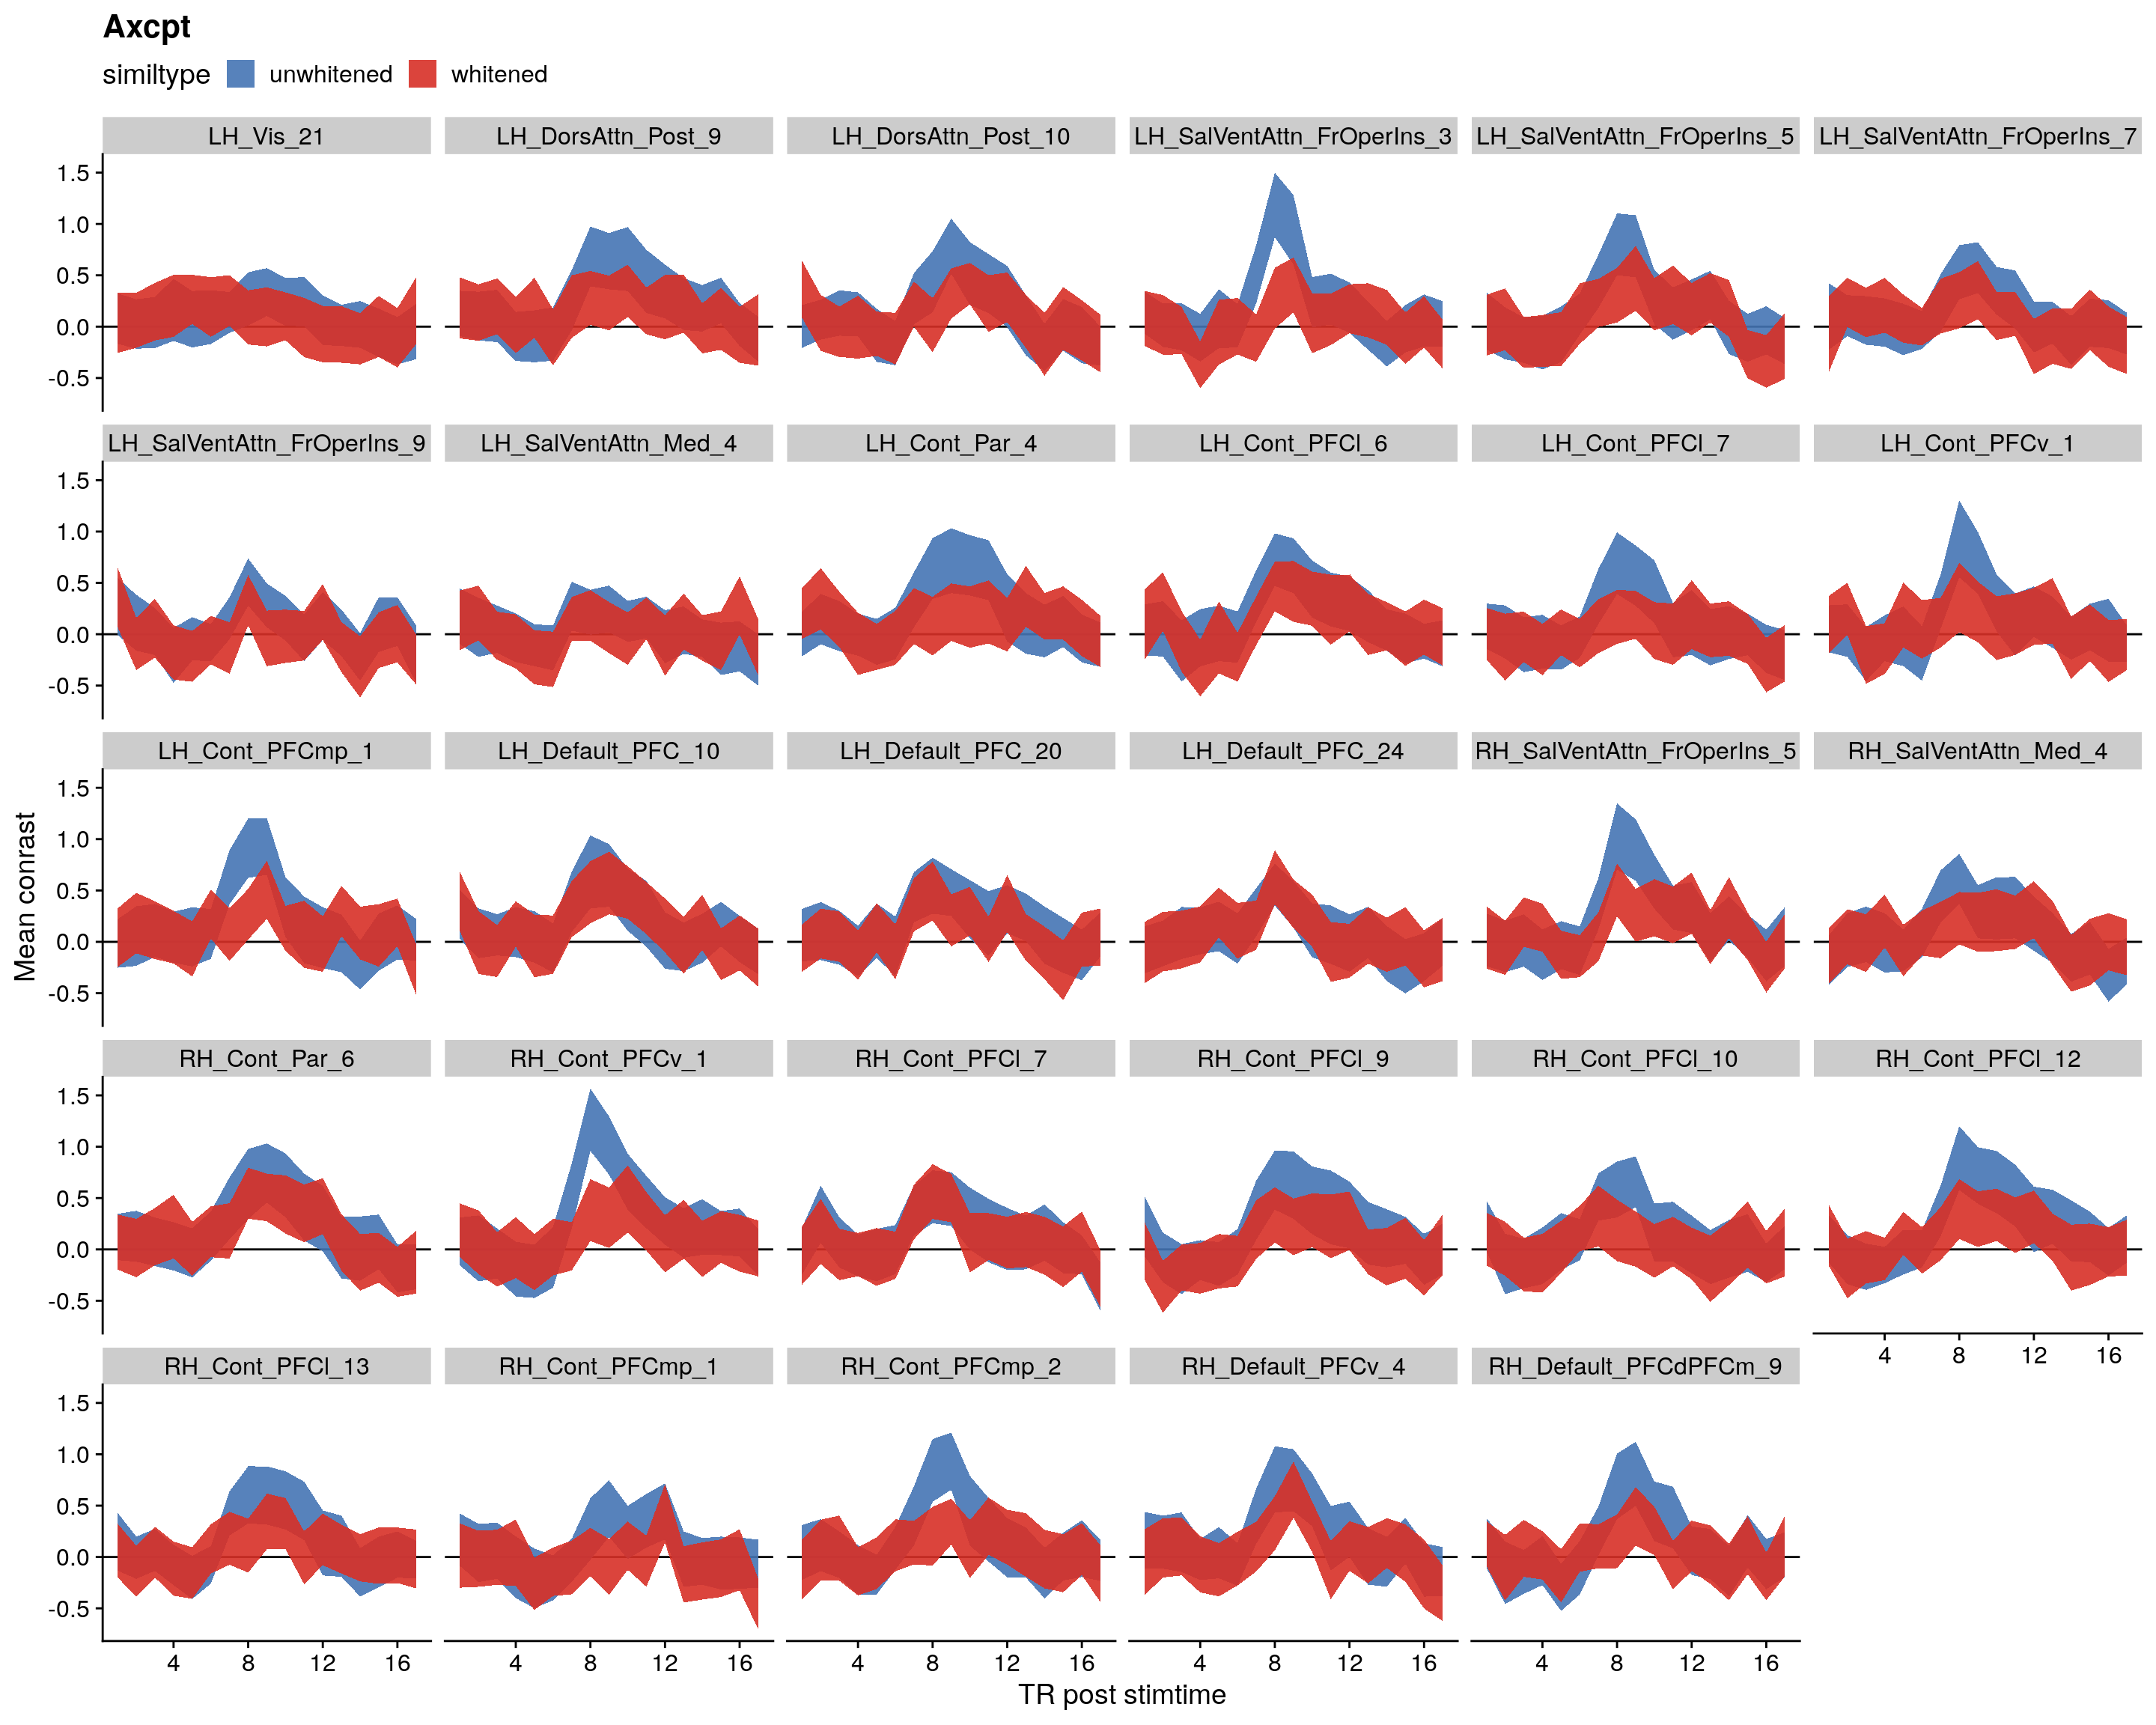 Axcpt
similtype unwhitened whitened
LH_Vis_21 LH_DorsAttn_Post_9 LH_DorsAttn_Post_10 LH_SalVentAttn_FrOperIns_3 LH_SalVentAttn_FrOperIns_5 LH_SalVentAttn_FrOperIns_7
1.5
1.0
0.5
0.0
-0.5
LH_SalVentAttn_FrOperIns_9 LH_SalVentAttn_Med_4 LH_Cont_Par_4 LH_Cont_PFCl_6 LH_Cont_PFCl_7 LH_Cont_PFCv_1
1.5
1.0
0.5
0.0
-0.5
LH_Cont_PFCmp_1 LH_Default_PFC_10 LH_Default_PFC_20 LH_Default_PFC_24 RH_SalVentAttn_FrOperIns_5 RH_SalVentAttn_Med_4
1.5
1.0
0.5
0.0
-0.5
Mean conrast
RH_Cont_Par_6 RH_Cont_PFCv_1 RH_Cont_PFCl_7 RH_Cont_PFCl_9 RH_Cont_PFCl_10 RH_Cont_PFCl_12
1.5
1.0
0.5
0.0
-0.5
4 8 12 16
RH_Cont_PFCl_13 RH_Cont_PFCmp_1 RH_Cont_PFCmp_2 RH_Default_PFCv_4 RH_Default_PFCdPFCm_9
1.5
1.0
0.5
0.0
-0.5
4 8 12 16 4 8 12 16 4 8 12 16 4 8 12 16 4 8 12 16
TR post stimtime